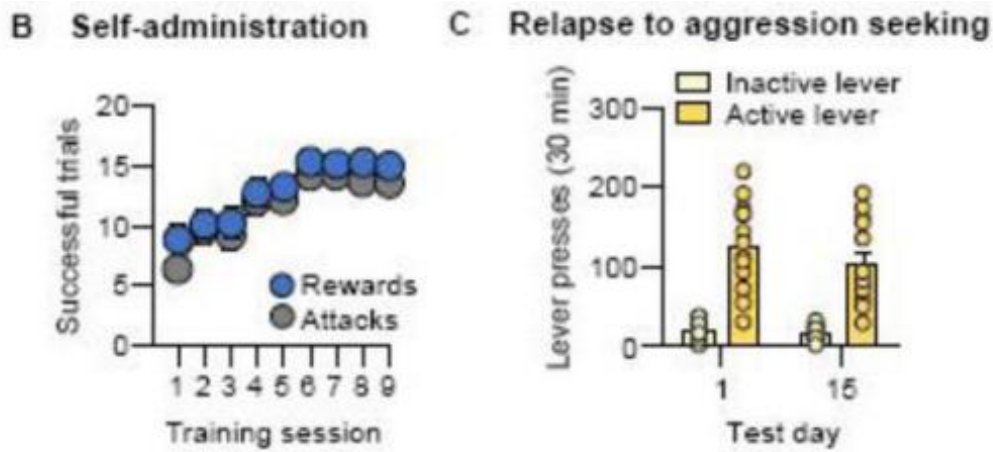 B Self-administration
20
15
10
5
0
Successful trials
Rewards
Attacks
1 2 3 4 5 6 7 8 9
Training session
C Relapse to aggression seeking
Inactive lever
Active lever
300
200
100
0
Lever presses (30 min)
1 15
Test day